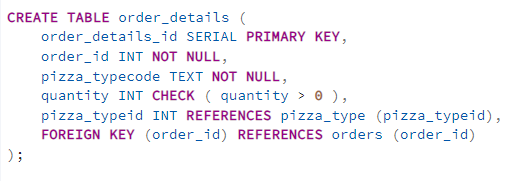 CREATE TABLE order_details (
    order_details_id SERIAL PRIMARY KEY,
    order_id INT NOT NULL,
    pizza_typecode TEXT NOT NULL,
    quantity INT CHECK ( quantity > 0 ),
    pizza_typeid INT REFERENCES pizza_type (pizza_typeid),
    FOREIGN KEY (order_id) REFERENCES orders (order_id)
);